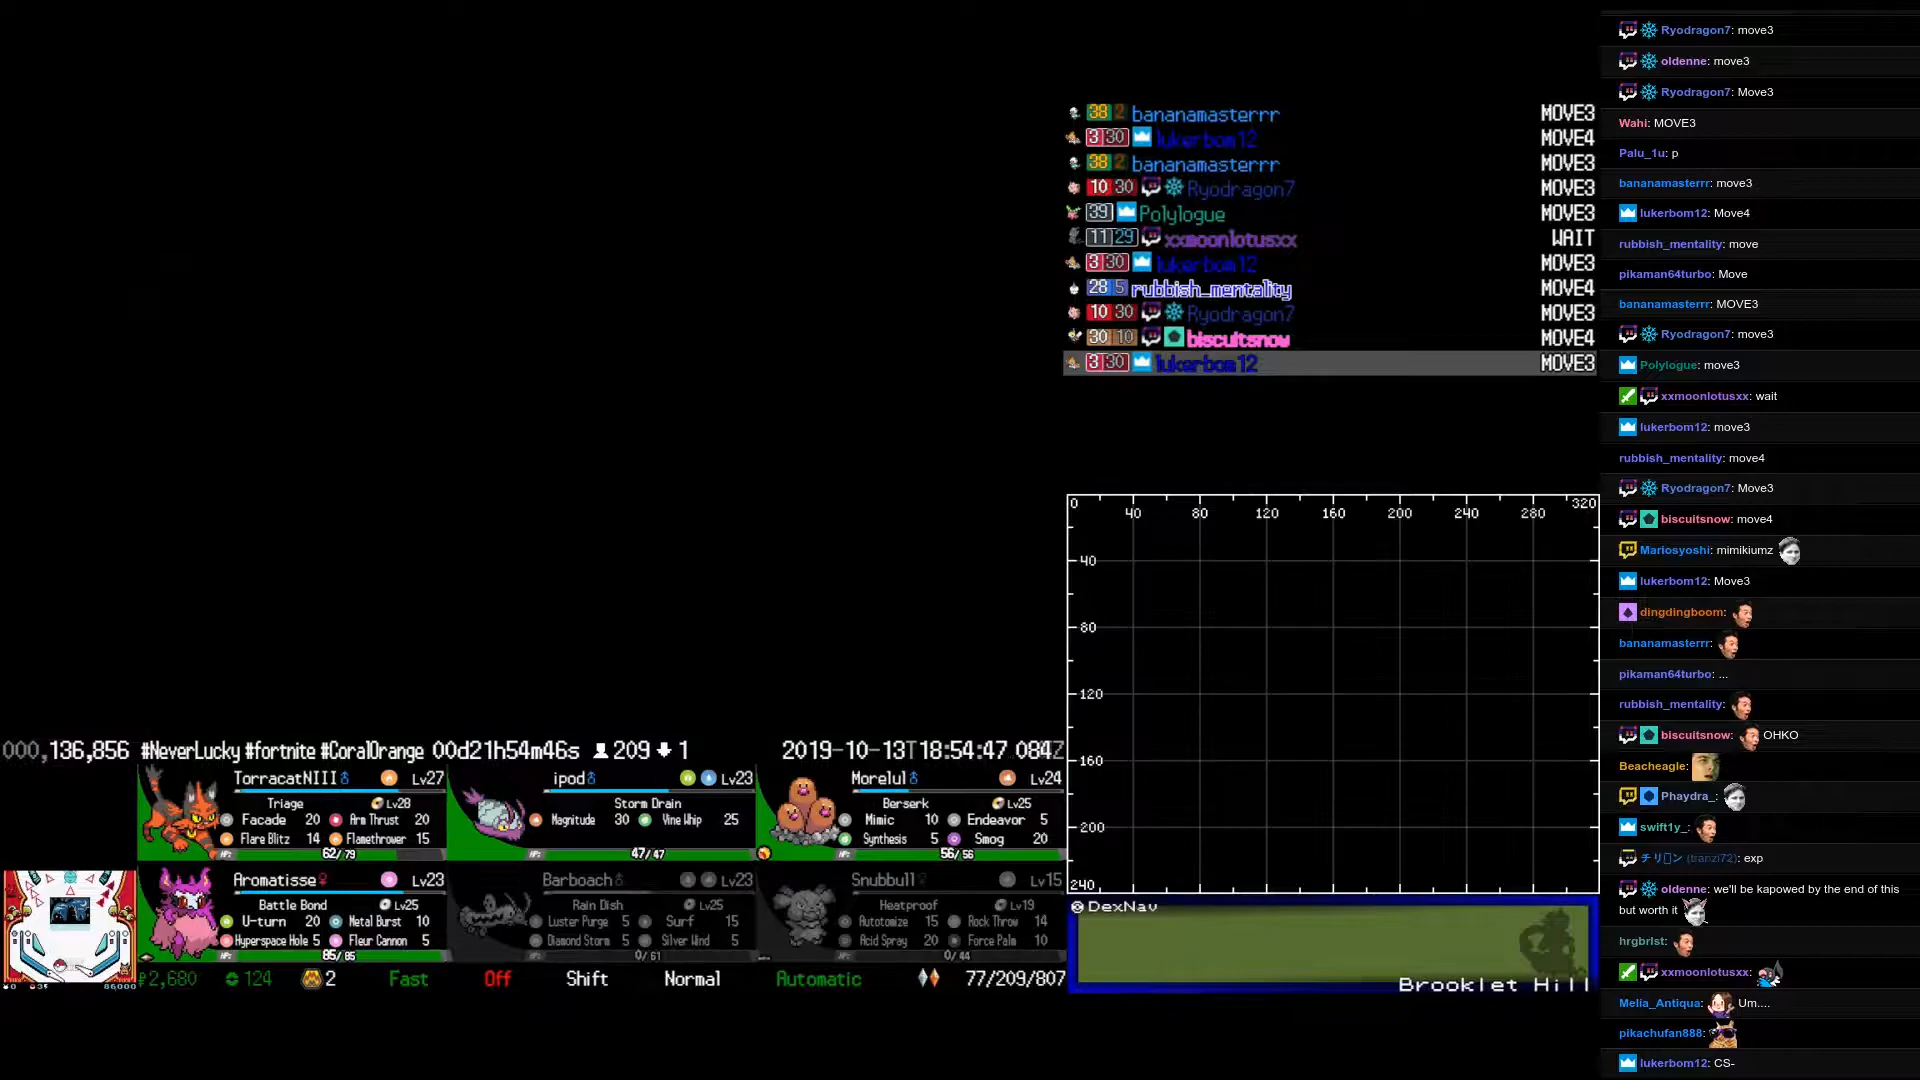 bananamasterrr MOVE3
lukerbom12 MOVE4
bananamasterrr MOVE3
Ryodragon7 MOVE3
Polylogue MOVE3
xxmoonlotusxx WAIT
lukerbom12 MOVE3
rubbish_mentality MOVE4
Ryodragon7 MOVE3
biscuitsnow MOVE4
lukerbom12 MOVE3
38 2
3 30
38 2
10 30
39
11 29
3 30
28 5
10 30
30 10
3 30
0 40 80 120 160 200 240 280 320
40
80
120
160
200
240
000,136,856 #NeverLucky #fortnite #CoralOrange 00d21h54m46s 209 1 2019-10-13T18:54:47 084Z
TorracatNIII♂ Lv27
Triage Lv28
Facade 20 Arm Thrust 20
Flare Blitz 14 Flamethrower 15
HP: 62/79
ipod♂ Lv23
Storm Drain
Magnitude 30 Vine Whip 25
HP: 47/47
Morelul♂ Lv24
Berserk Lv25
Mimic 10 Endeavor 5
Synthesis 5 Smog 20
HP: 56/56
Aromatisse♀ Lv23
Battle Bond Lv25
U-turn 20 Metal Burst 10
Hyperspace Hole 5 Fleur Cannon 5
HP: 85/85
Barboach♂ Lv23
Rain Dish Lv25
Luster Purge 5 Surf 15
Diamond Storm 5 Silver Wind 5
HP: 0/61
Snubbull♀ Lv15
Heatproof Lv19
Autotomize 15 Rock Throw 14
Acid Spray 20 Force Palm 10
HP: 0/44
₽2,680 124 2 Fast Off Shift Normal Automatic 77/209/807
DexNav
Brooklet Hill
Ryodragon7: move3
oldenne: move3
Ryodragon7: Move3
Wahi: MOVE3
Palu_1u: p
bananamasterrr: move3
lukerbom12: Move4
rubbish_mentality: move
pikaman64turbo: Move
bananamasterrr: MOVE3
Ryodragon7: move3
Polylogue: move3
xxmoonlotusxx: wait
lukerbom12: move3
rubbish_mentality: move4
Ryodragon7: Move3
biscuitsnow: move4
Mariosyoshi: mimikiumz
lukerbom12: Move3
dingdingboom:
bananamasterrr:
pikaman64turbo: ...
rubbish_mentality:
biscuitsnow: OHKO
Beacheagle:
Phaydra_:
swift1y_:
(tranzi72): exp
oldenne: we'll be kapowed by the end of this
but worth it
hrgbrlst:
xxmoonlotusxx:
Melia_Antiqua: Um....
pikachufan888:
lukerbom12: CS-